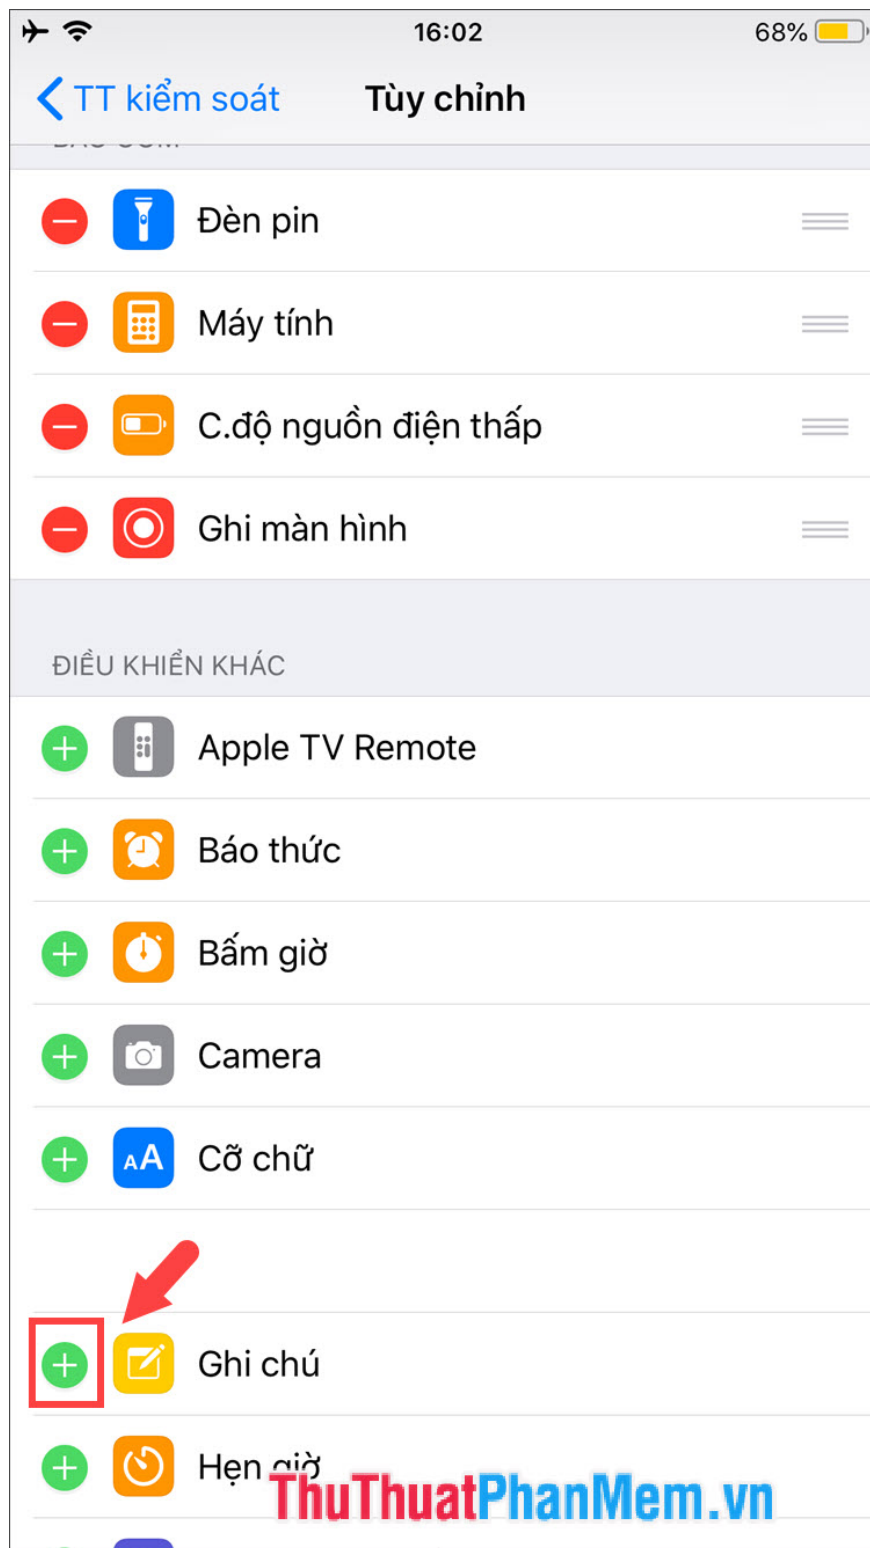 16:02
68%
TT kiểm soát
Tùy chỉnh
Đèn pin
Máy tính
C.độ nguồn điện thấp
Ghi màn hình
ĐIỀU KHIỂN KHÁC
Apple TV Remote
Báo thức
Bấm giờ
Camera
AA Cỡ chữ
Ghi chú
Hẹn giờ
ThuThuatPhanMem.vn